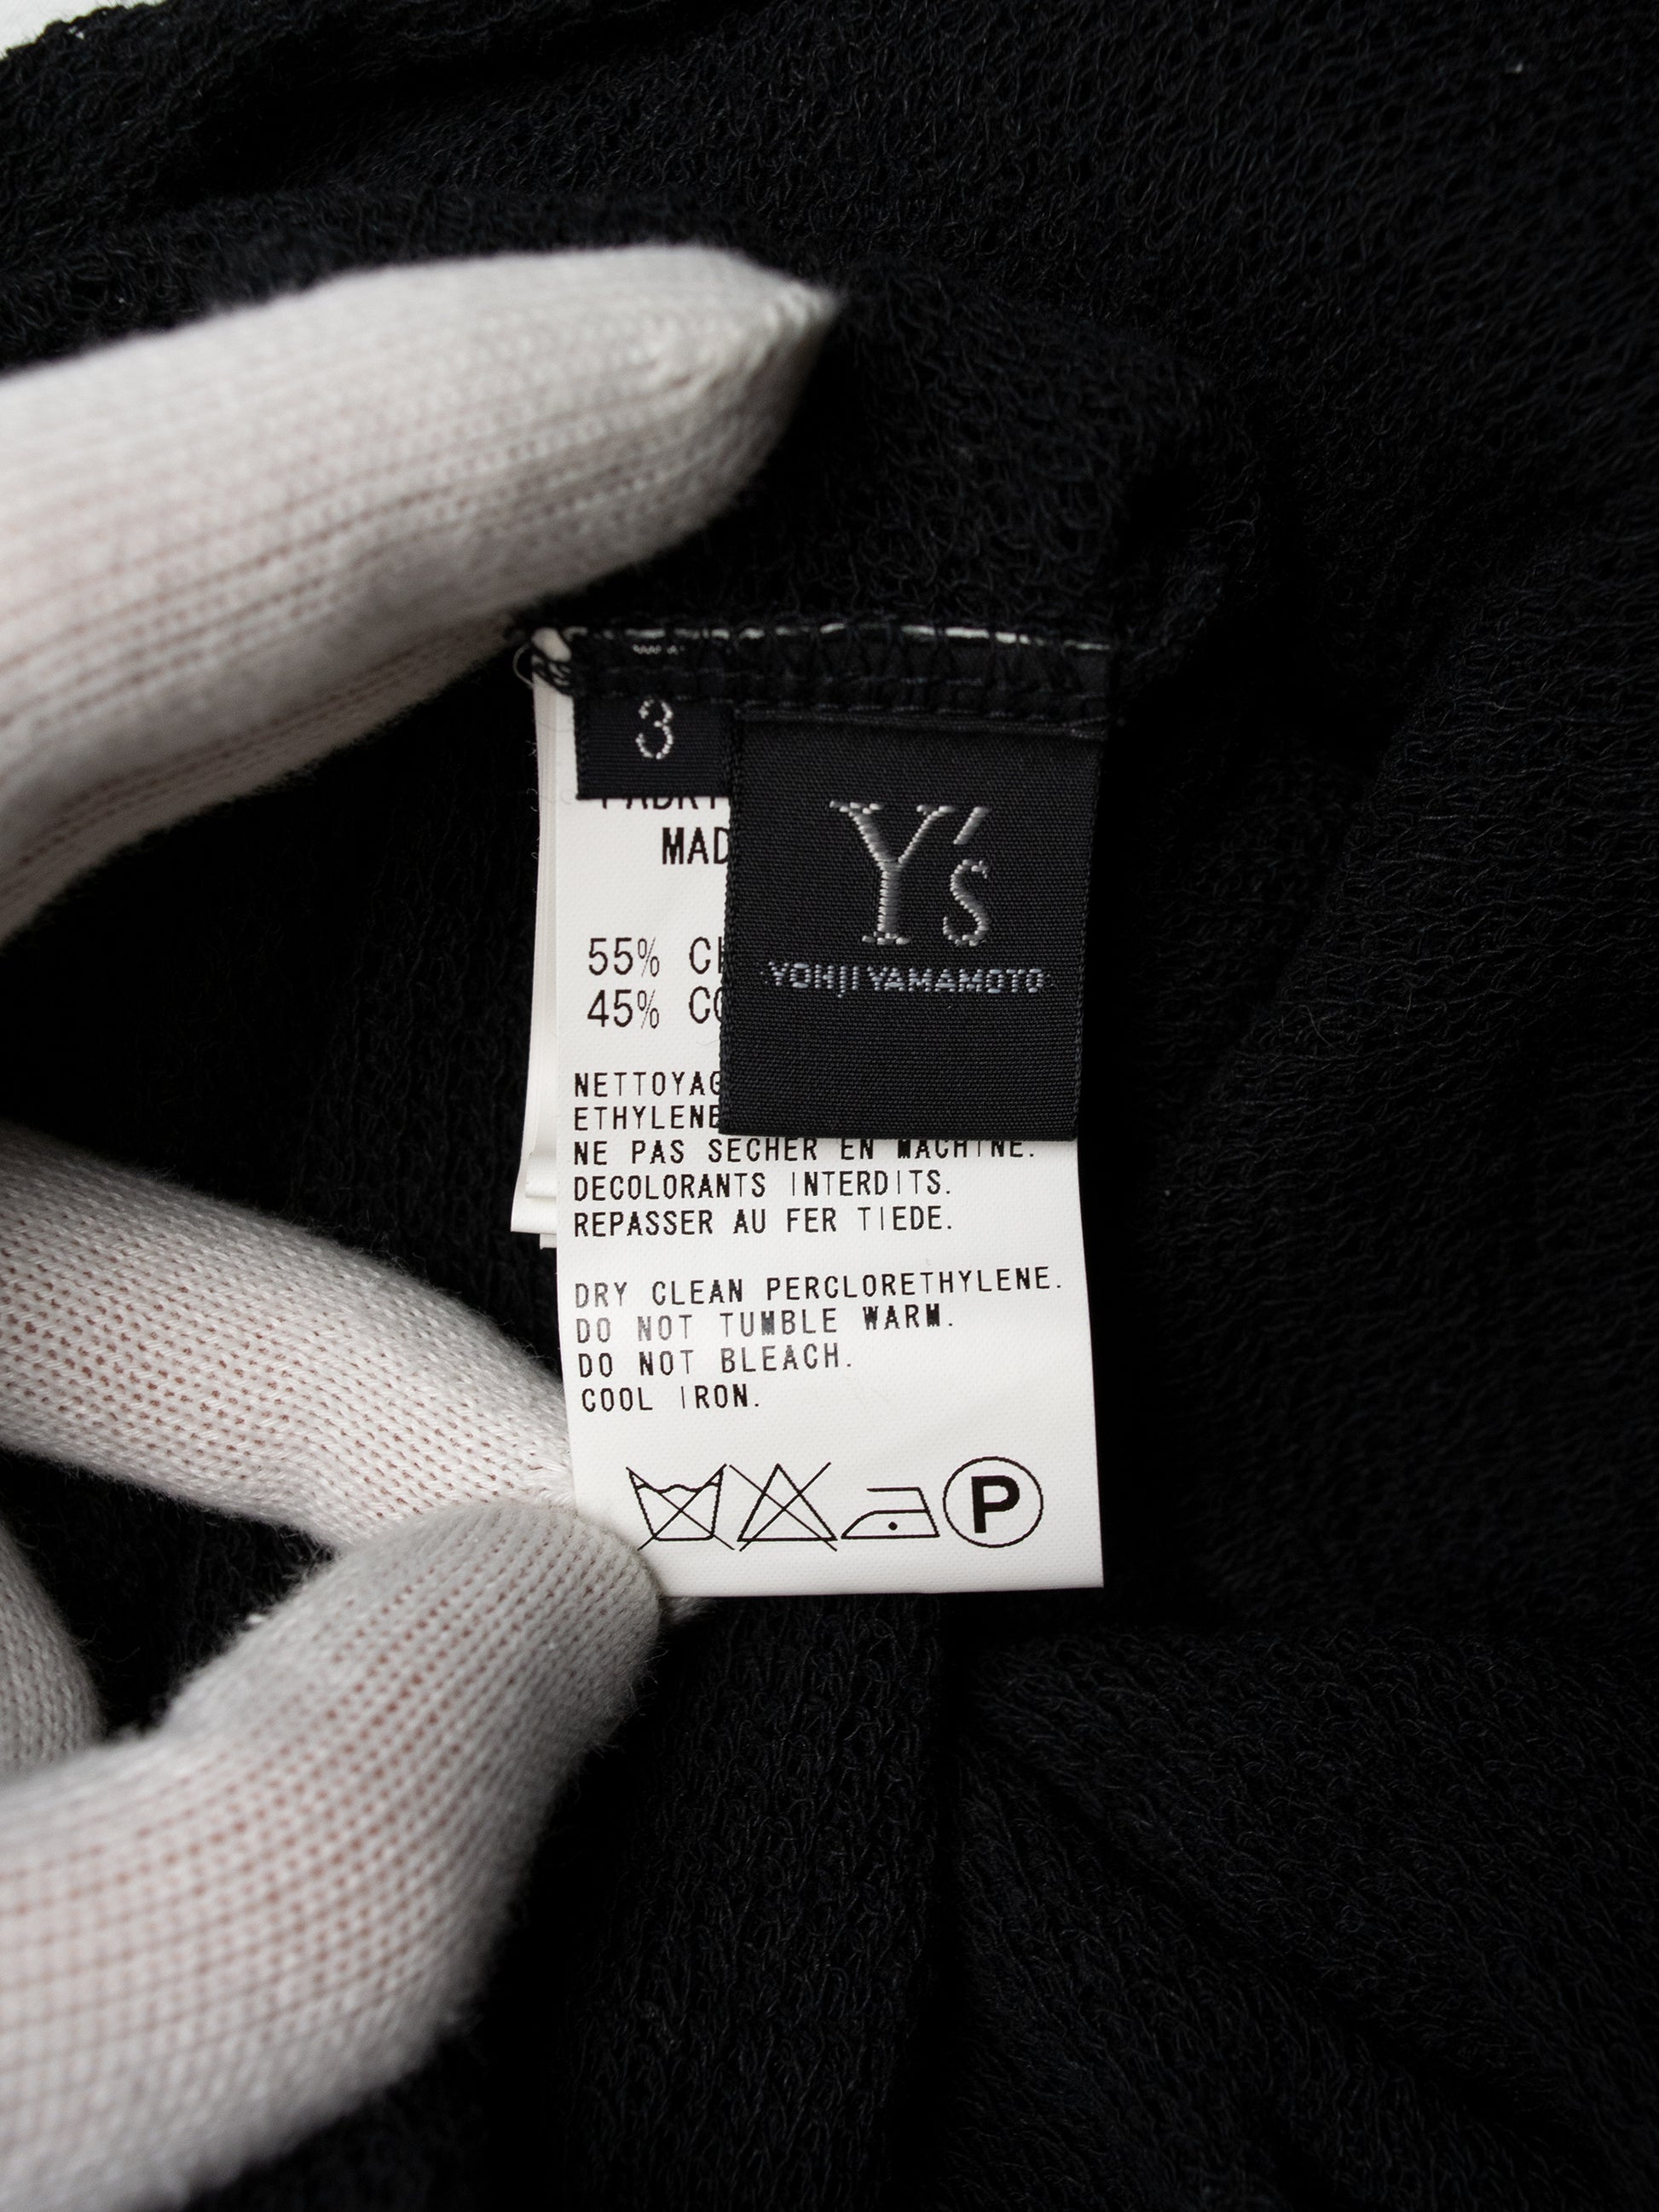 3
Y's
YOHJI YAMAMOTO
MAD
55% C
45% CO
NETTOYAG
ETHYLENE
NE PAS SECHER EN MACHINE.
DECOLORANTS INTERDITS.
REPASSER AU FER TIEDE.
DRY CLEAN PERCLORETHYLENE.
DO NOT TUMBLE WARM.
DO NOT BLEACH.
COOL IRON.
P